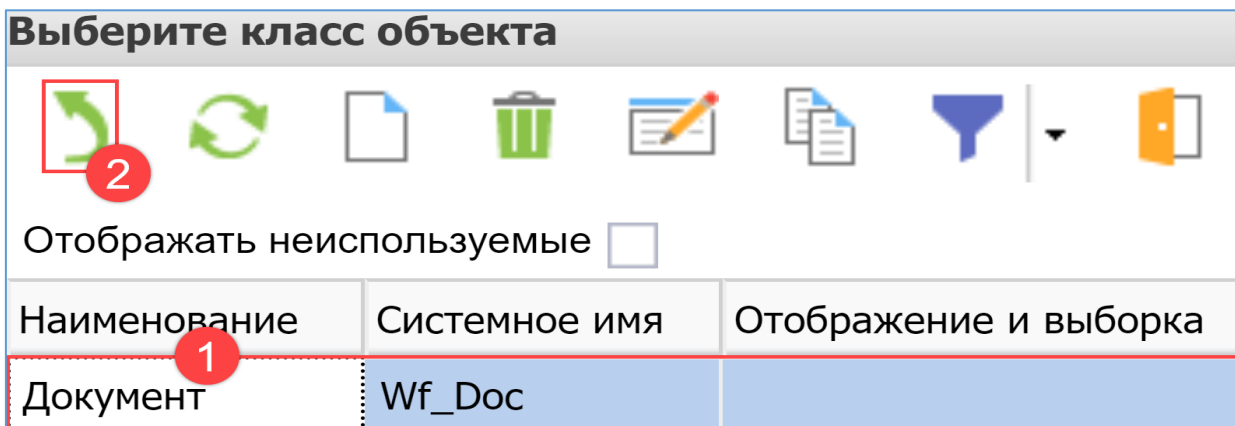 Выберите класс объекта
2
Отображать неиспользуемые
Наименование Системное имя Отображение и выборка
1
Документ Wf_Doc